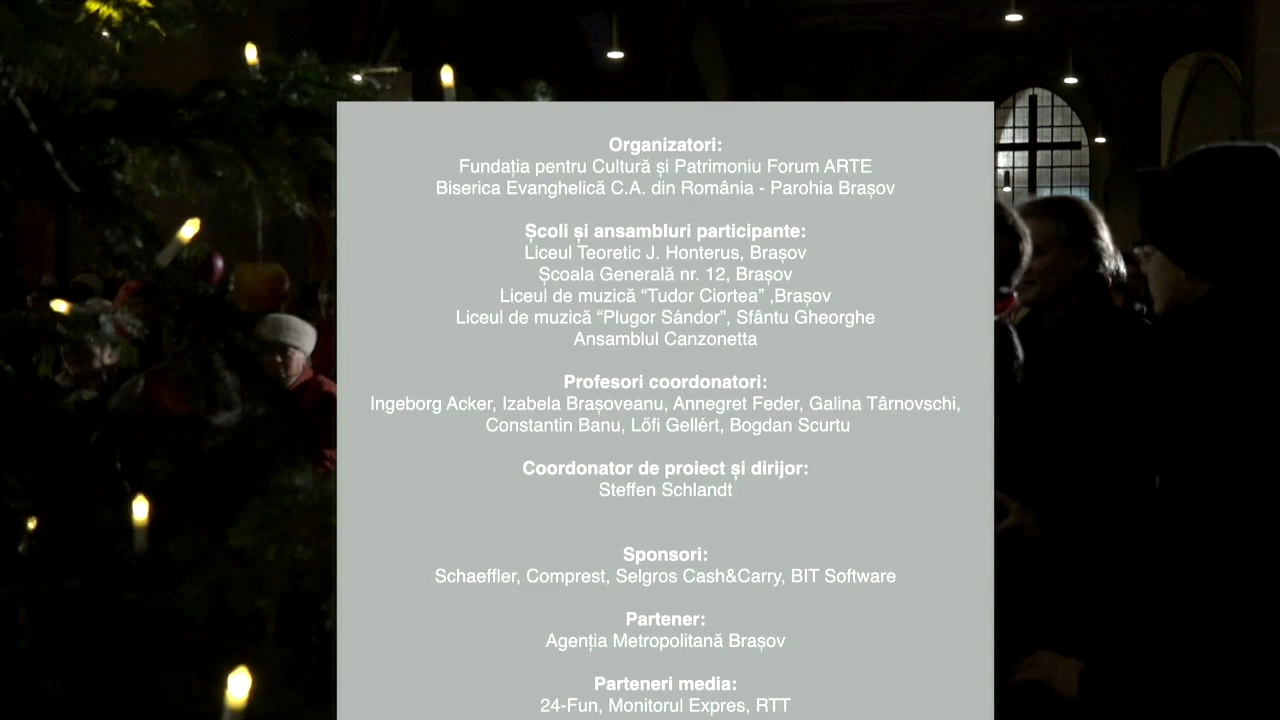 Organizatori:
Fundația pentru Cultură și Patrimoniu Forum ARTE
Biserica Evanghelică C.A. din România - Parohia Brașov
Școli și ansambluri participante:
Liceul Teoretic J. Honterus, Brașov
Școala Generală nr. 12, Brașov
Liceul de muzică “Tudor Ciortea” ,Brașov
Liceul de muzică “Plugor Sándor”, Sfântu Gheorghe
Ansamblul Canzonetta
Profesori coordonatori:
Ingeborg Acker, Izabela Brașoveanu, Annegret Feder, Galina Târnovschi,
Constantin Banu, Lőfi Gellért, Bogdan Scurtu
Coordonator de proiect și dirijor:
Steffen Schlandt
Sponsori:
Schaeffler, Comprest, Selgros Cash&Carry, BIT Software
Partener:
Agenția Metropolitană Brașov
Parteneri media:
24-Fun, Monitorul Expres, RTT